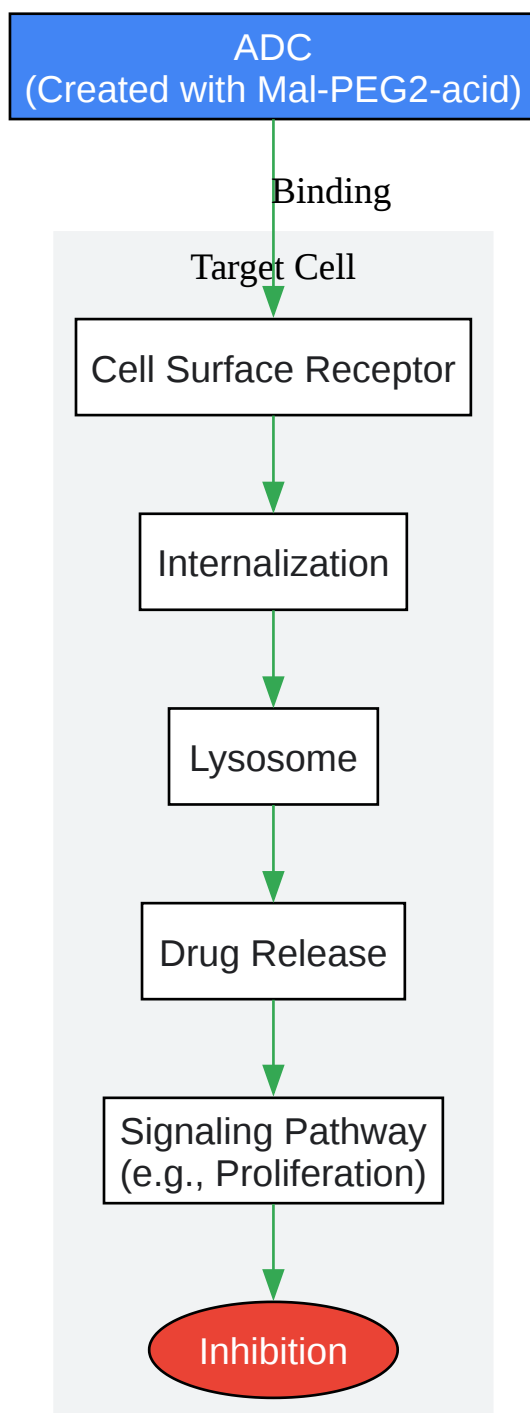 ADC
(Created with Mal-PEG2-acid)
Binding
Target Cell
Cell Surface Receptor
Internalization
Lysosome
Drug Release
Signaling Pathway
(e.g., Proliferation)
Inhibition